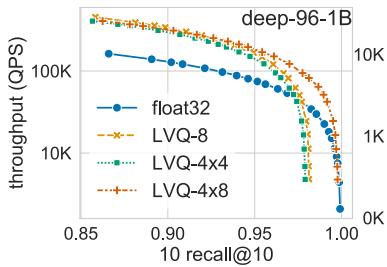 deep-96-1B
throughput (QPS)
100K
10K
10K
1K
0K
float32
LVQ-8
LVQ-4x4
LVQ-4x8
0.85
0.90
0.95
1.00
10 recall@10